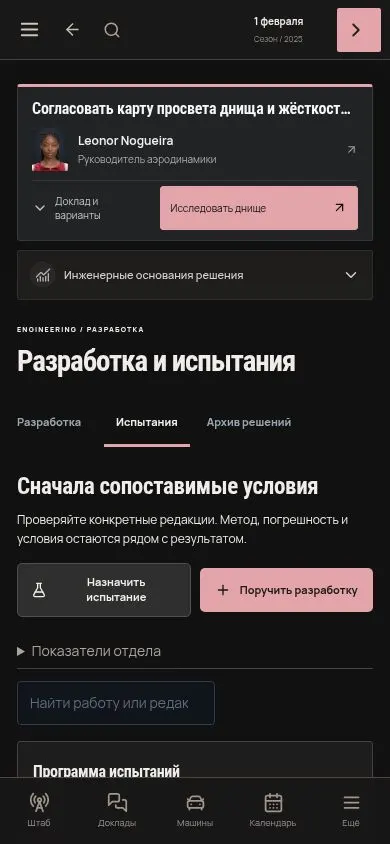 1 февраля
Сезон / 2025
Согласовать карту просвета днища и жёсткост...
Leonor Nogueira
Руководитель аэродинамики
Доклад и
варианты
Исследовать днище
Инженерные основания решения
ENGINEERING / РАЗРАБОТКА
Разработка и испытания
Разработка
Испытания
Архив решений
Сначала сопоставимые условия
Проверяйте конкретные редакции. Метод, погрешность и
условия остаются рядом с результатом.
Назначить
испытание
Поручить разработку
Показатели отдела
Найти работу или редак
Программа испытаний
Штаб
Доклады
Машины
Календарь
Ещё